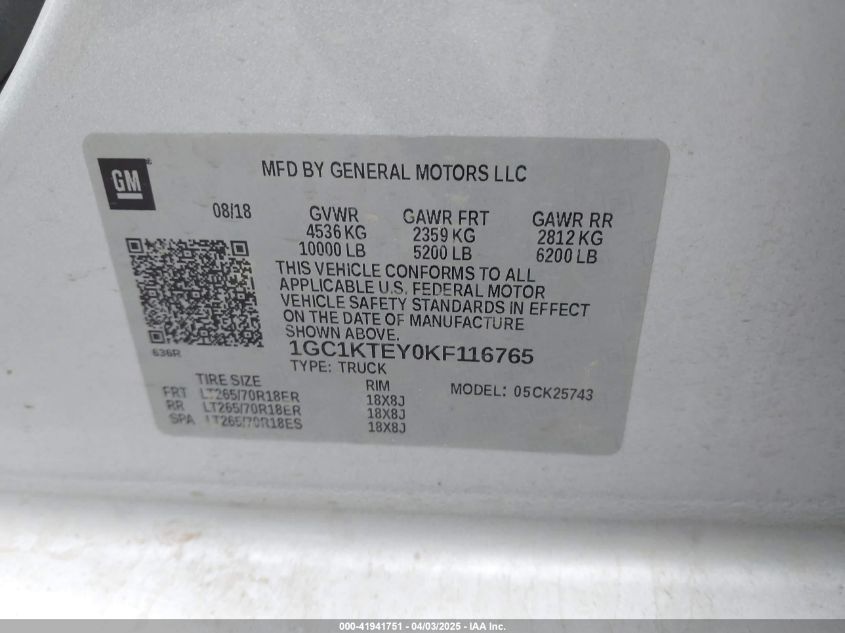 GM
MFD BY GENERAL MOTORS LLC
08/18 GVWR GAWR FRT GAWR RR
4536 KG 2359 KG 2812 KG
10000 LB 5200 LB 6200 LB
THIS VEHICLE CONFORMS TO ALL
APPLICABLE U.S. FEDERAL MOTOR
VEHICLE SAFETY STANDARDS IN EFFECT
ON THE DATE OF MANUFACTURE
SHOWN ABOVE.
636R
1GC1KTEY0KF116765
TYPE: TRUCK
TIRE SIZE RIM MODEL: 05CK25743
FRT LT265/70R18ER 18X8J
RR LT265/70R18ER 18X8J
SPA LT265/70R18ES 18X8J
000-41941751 - 04/03/2025 - IAA Inc.